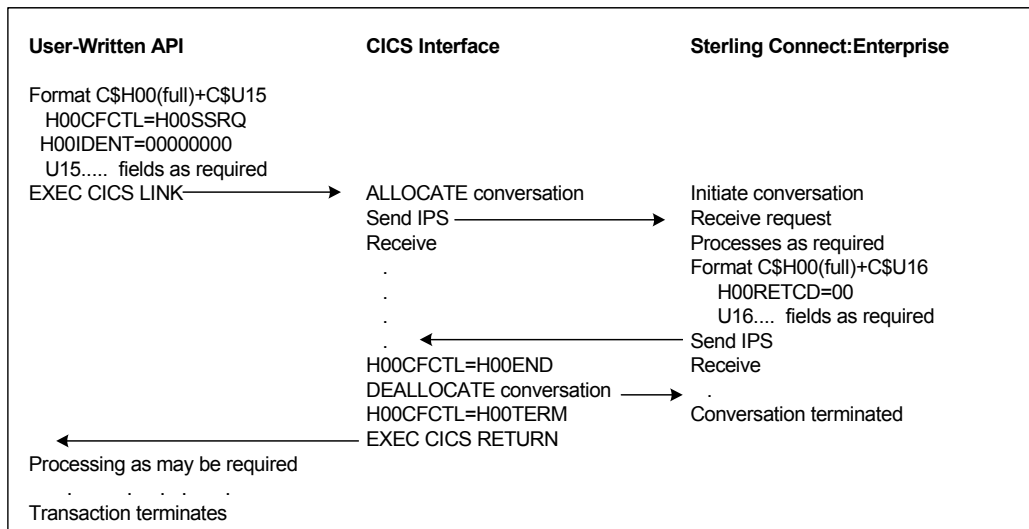 User-Written API CICS Interface Sterling Connect:Enterprise
Format C$H00(full)+C$U15
H00CFCTL=H00SSRQ
H00IDENT=00000000
U15..... fields as required
EXEC CICS LINK ALLOCATE conversation Initiate conversation
Send IPS Receive request
Receive Processes as required
. Format C$H00(full)+C$U16
. H00RETCD=00
. U16.... fields as required
. Send IPS
H00CFCTL=H00END Receive
DEALLOCATE conversation .
H00CFCTL=H00TERM Conversation terminated
EXEC CICS RETURN
Processing as may be required
. . . . .
Transaction terminates